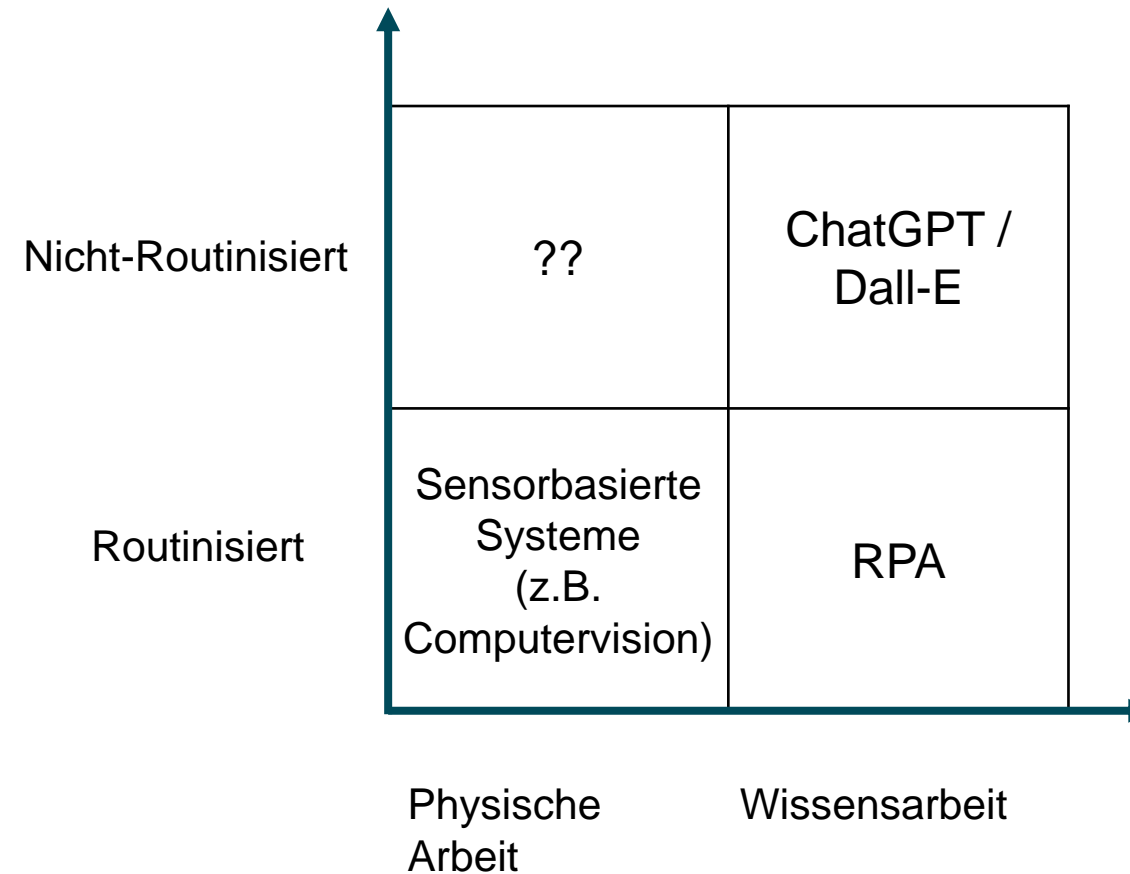 Nicht-Routinisiert
??
ChatGPT /
Dall-E
Routinisiert
Sensorbasierte
Systeme
(z.B.
Computervision)
RPA
Physische
Arbeit
Wissensarbeit